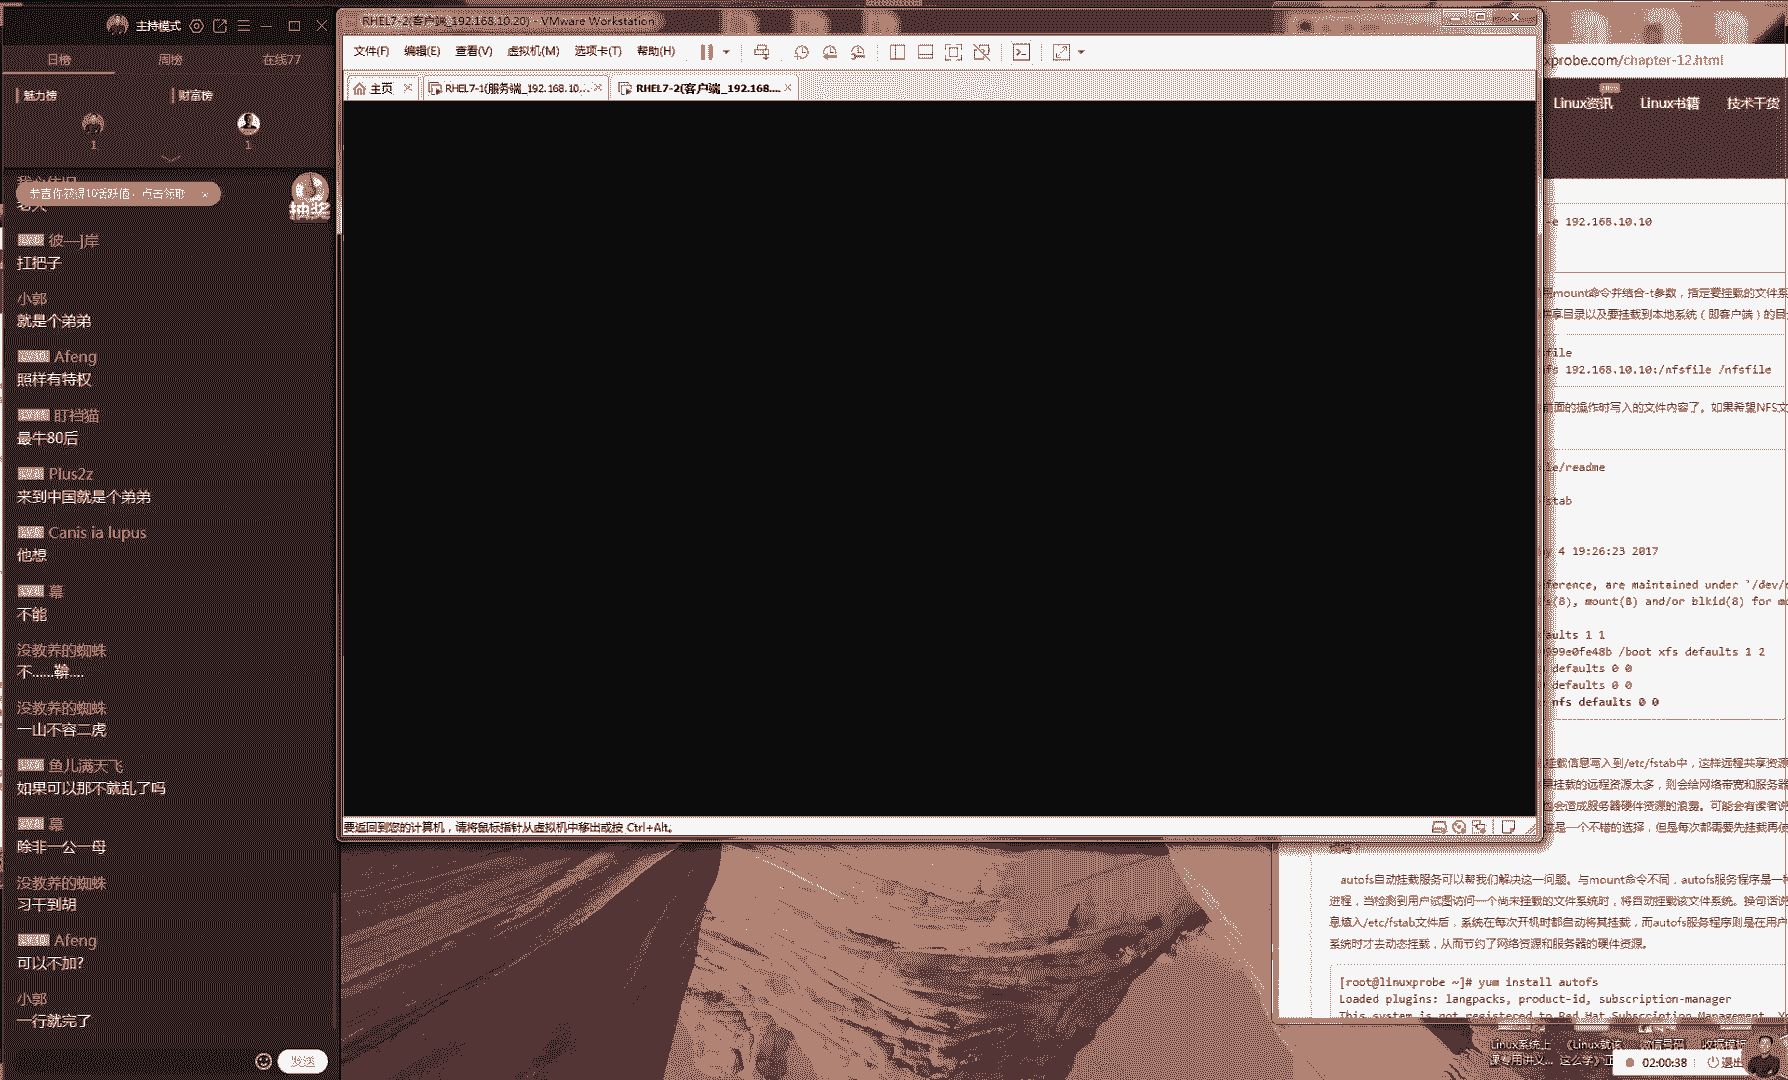 主持模式
日榜
周榜
在线77
魅力榜
财富榜
1
1
恭喜你获得10活跃值,点击领取 ×
抽奖
彼—]岸
扛把子
小郭
就是个弟弟
Afeng
照样有特权
盯裆猫
最牛80后
Plus2z
来到中国就是个弟弟
Canis ia lupus
他想
幕
不能
没教养的蜘蛛
没教养的蜘蛛
一山不容二虎
鱼儿满天飞
如果可以那不就乱了吗
幕
除非一公一母
没教养的蜘蛛
习干到胡
Afeng
可以不加?
小郭
一行就完了
发送
RHEL7-2(客户端_192.168.10.20) - VMware Workstation
文件(F) 编辑(E) 查看(V) 虚拟机(M) 选项卡(T) 帮助(H)
主页
RHEL7-1(服务端_192.168.10,...
RHEL7-2(客户端_192.168....
要返回到您的计算机,请将鼠标指针从虚拟机中移出或按 Ctrl+Alt。
xprobe.com/chapter-12.html
Linux资讯
Linux书籍
技术干货
-e 192.168.10.10
mount命令并结合-t参数,指定要挂载的文件系
享目录以及要挂载到本地系统(即客户端)的目
file
fs 192.168.10.10:/nfsfile /nfsfile
前面的操作时写入的文件内容了。如果希望NFS文
le/readme
stab
y 4 19:26:23 2017
ference, are maintained under '/dev/
s(8), mount(8) and/or blkid(8) for mo
aults 1 1
999e0fe48b /boot xfs defaults 1 2
defaults 0 0
defaults 0 0
nfs defaults 0 0
挂载信息写入到/etc/fstab中,这样远程共享资源
挂载的远程资源太多,则会给网络带宽和服务器
也会造成服务器硬件资源的浪费。可能会有读者说
是一个不错的选择,但是每次都需要先挂载再使
autofs自动挂载服务可以帮我们解决这一问题。与mount命令不同,autofs服务程序是一种
进程,当检测到用户试图访问一个尚未挂载的文件系统时,将自动挂载该文件系统。换句话说
息填入/etc/fstab文件后,系统在每次开机时都自动将其挂载,而autofs服务程序则是在用户
系统时才去动态挂载,从而节约了网络资源和服务器的硬件资源。
[root@linuxprobe ~]# yum install autofs
Loaded plugins: langpacks, product-id, subscription-manager
This system is not registered to Red Hat Subscription Management. Y
Linux系统上
《Linux就该
课专用讲义...
这么学》正
02:00:38
退出